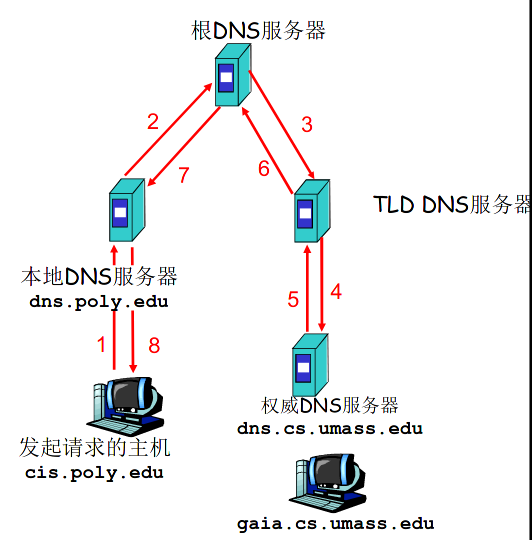 根DNS服务器
2
3
7
6
TLD DNS服务器
本地DNS服务器
dns.poly.edu
5
4
1
8
权威DNS服务器
dns.cs.umass.edu
发起请求的主机
cis.poly.edu
gaia.cs.umass.edu